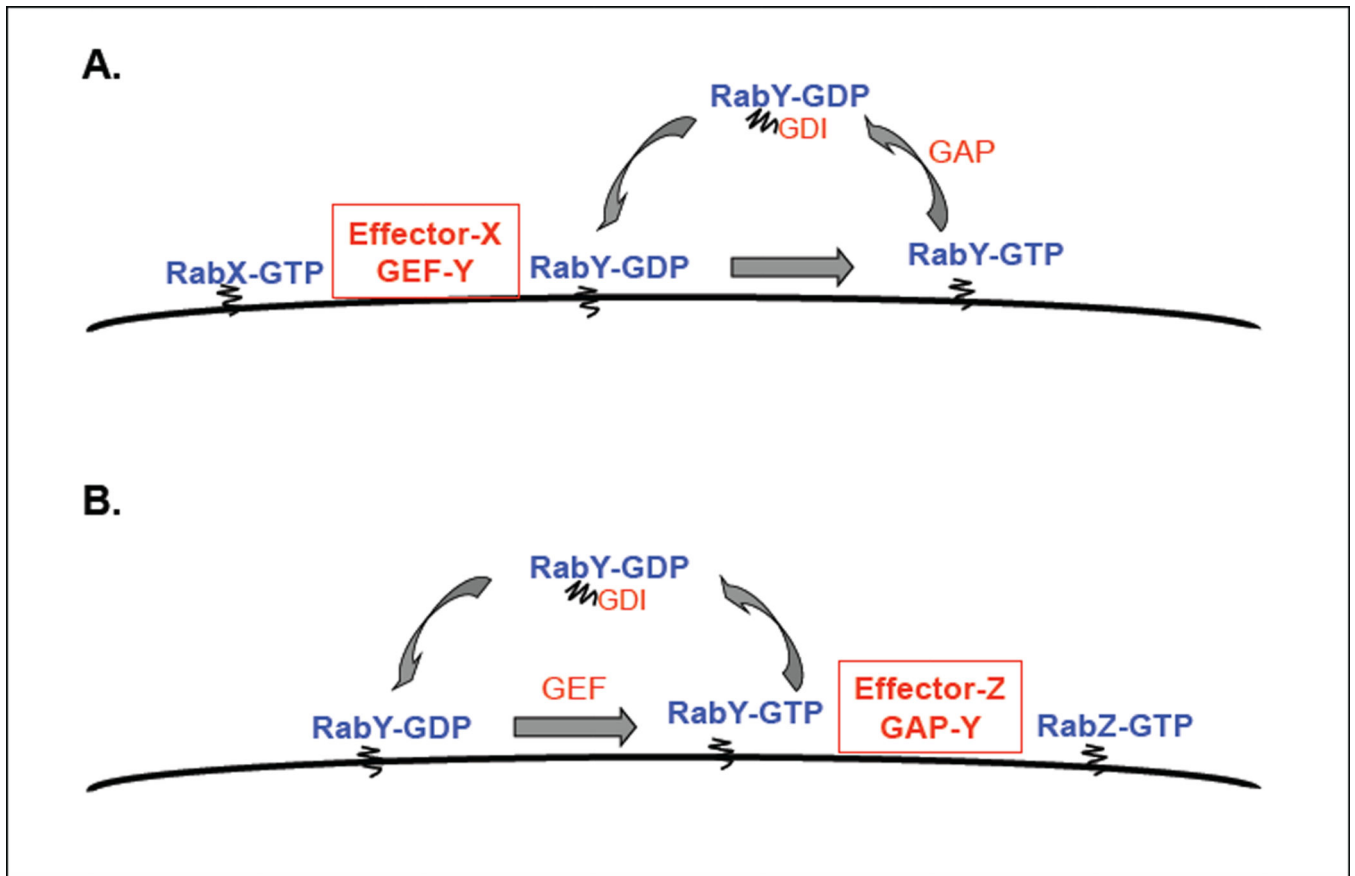 A.
RabY-GDP
GDI
GAP
Effector-X
GEF-Y
RabX-GTP
RabY-GDP
RabY-GTP
B.
RabY-GDP
GDI
GEF
Effector-Z
GAP-Y
RabY-GDP
RabY-GTP
RabZ-GTP